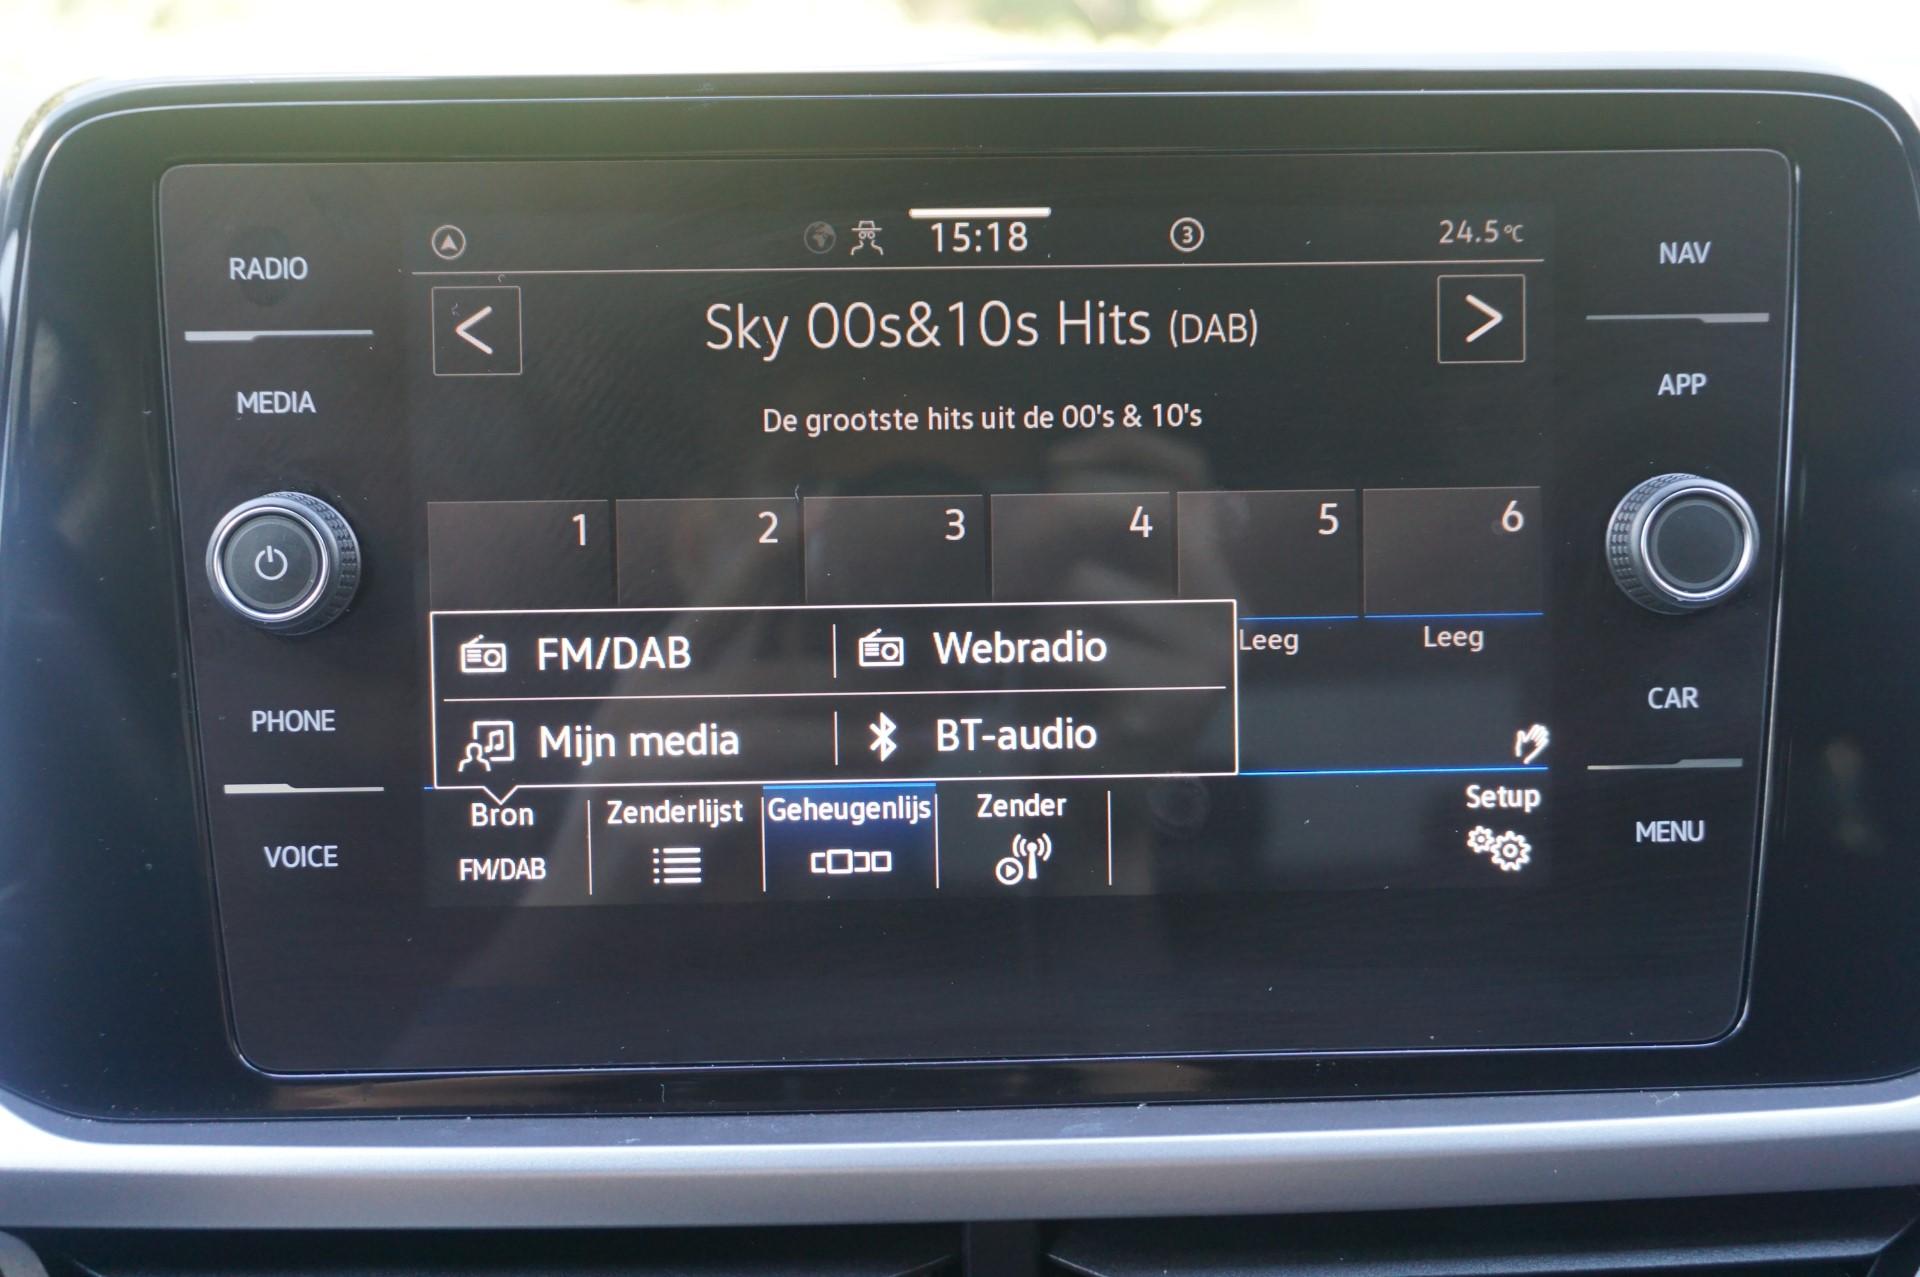 15:18
3
24.5°C
RADIO
NAV
Sky 00s&10s Hits (DAB)
MEDIA
APP
De grootste hits uit de 00's & 10's
1 2 3 4 5 6
FM/DAB Webradio
Leeg Leeg
Mijn media BT-audio
PHONE
CAR
Bron Zenderlijst Geheugenlijs Zender Setup
FM/DAB
VOICE
MENU